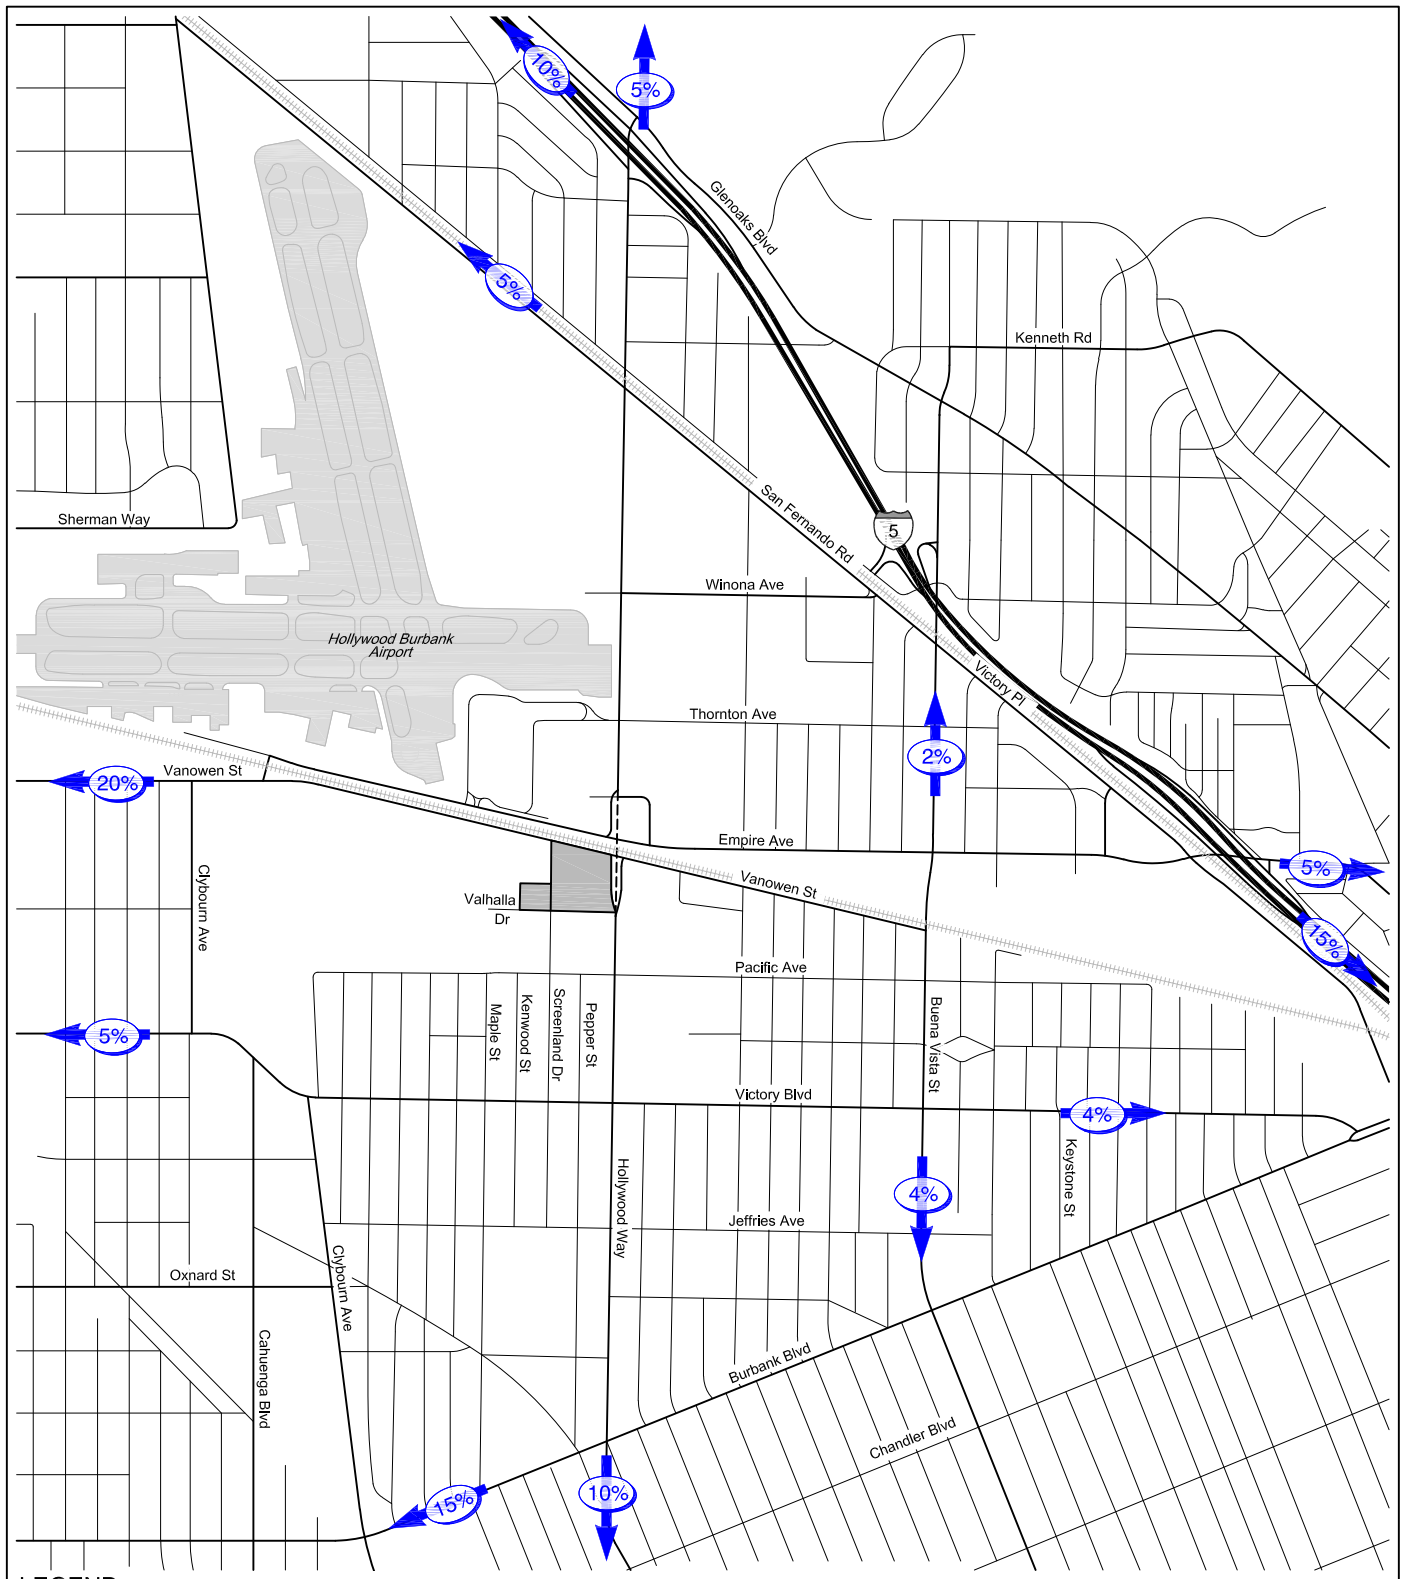 10%
5%
Glenoaks Blvd
5%
Kenneth Rd
San Fernando Rd
Sherman Way
5
Winona Ave
Hollywood Burbank
Airport
Victory Pl
Thornton Ave
2%
Vanowen St
20%
Empire Ave
5%
Vanowen St
Clybourn Ave
Valhalla
Dr
15%
Pacific Ave
Maple St
Kenwood St
Screenland Dr
Pepper St
Buena Vista St
5%
Victory Blvd
4%
Keystone St
Hollywood Way
4%
Jeffries Ave
Oxnard St
Clybourn Ave
Cahuenga Blvd
Burbank Blvd
Chandler Blvd
15%
10%
LEGEND